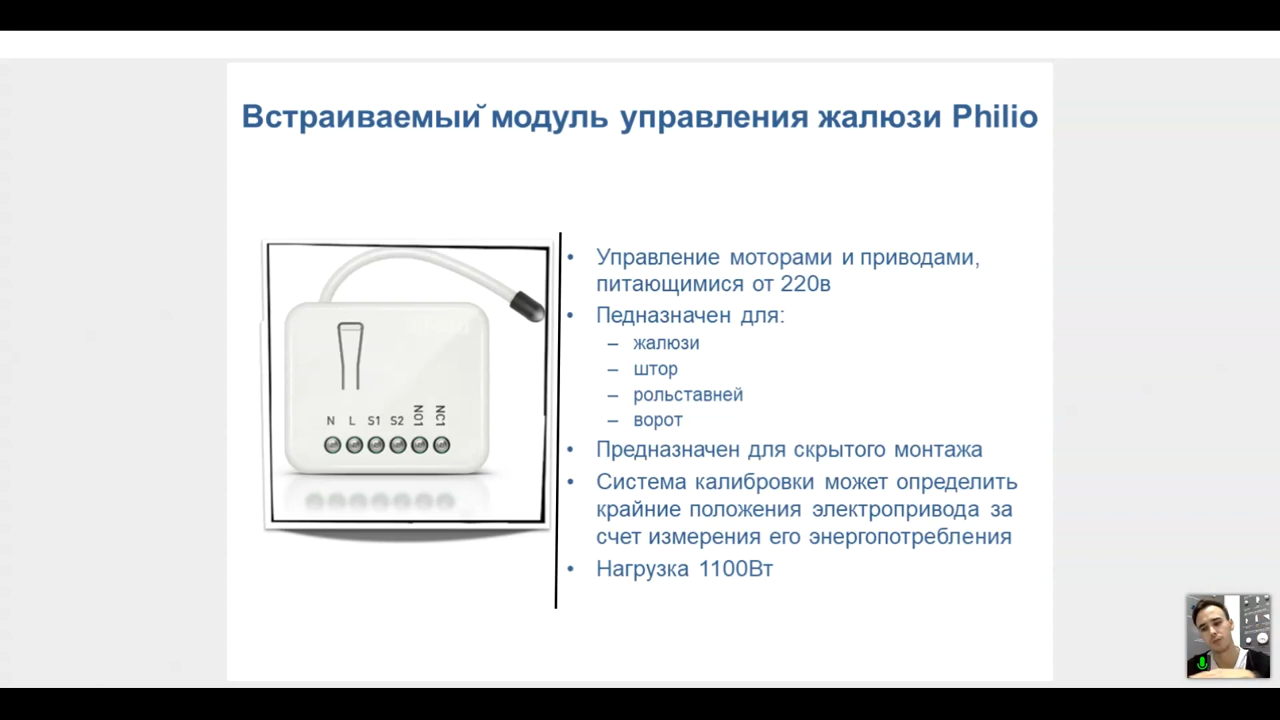 Встраиваемый модуль управления жалюзи Philio
• Управление моторами и приводами,
питающимися от 220в
• Педназначен для:
– жалюзи
– штор
– рольставней
– ворот
• Предназначен для скрытого монтажа
• Система калибровки может определить
крайние положения электропривода за
счет измерения его энергопотребления
• Нагрузка 1100Вт
N L S1 S2 NO1 NC1